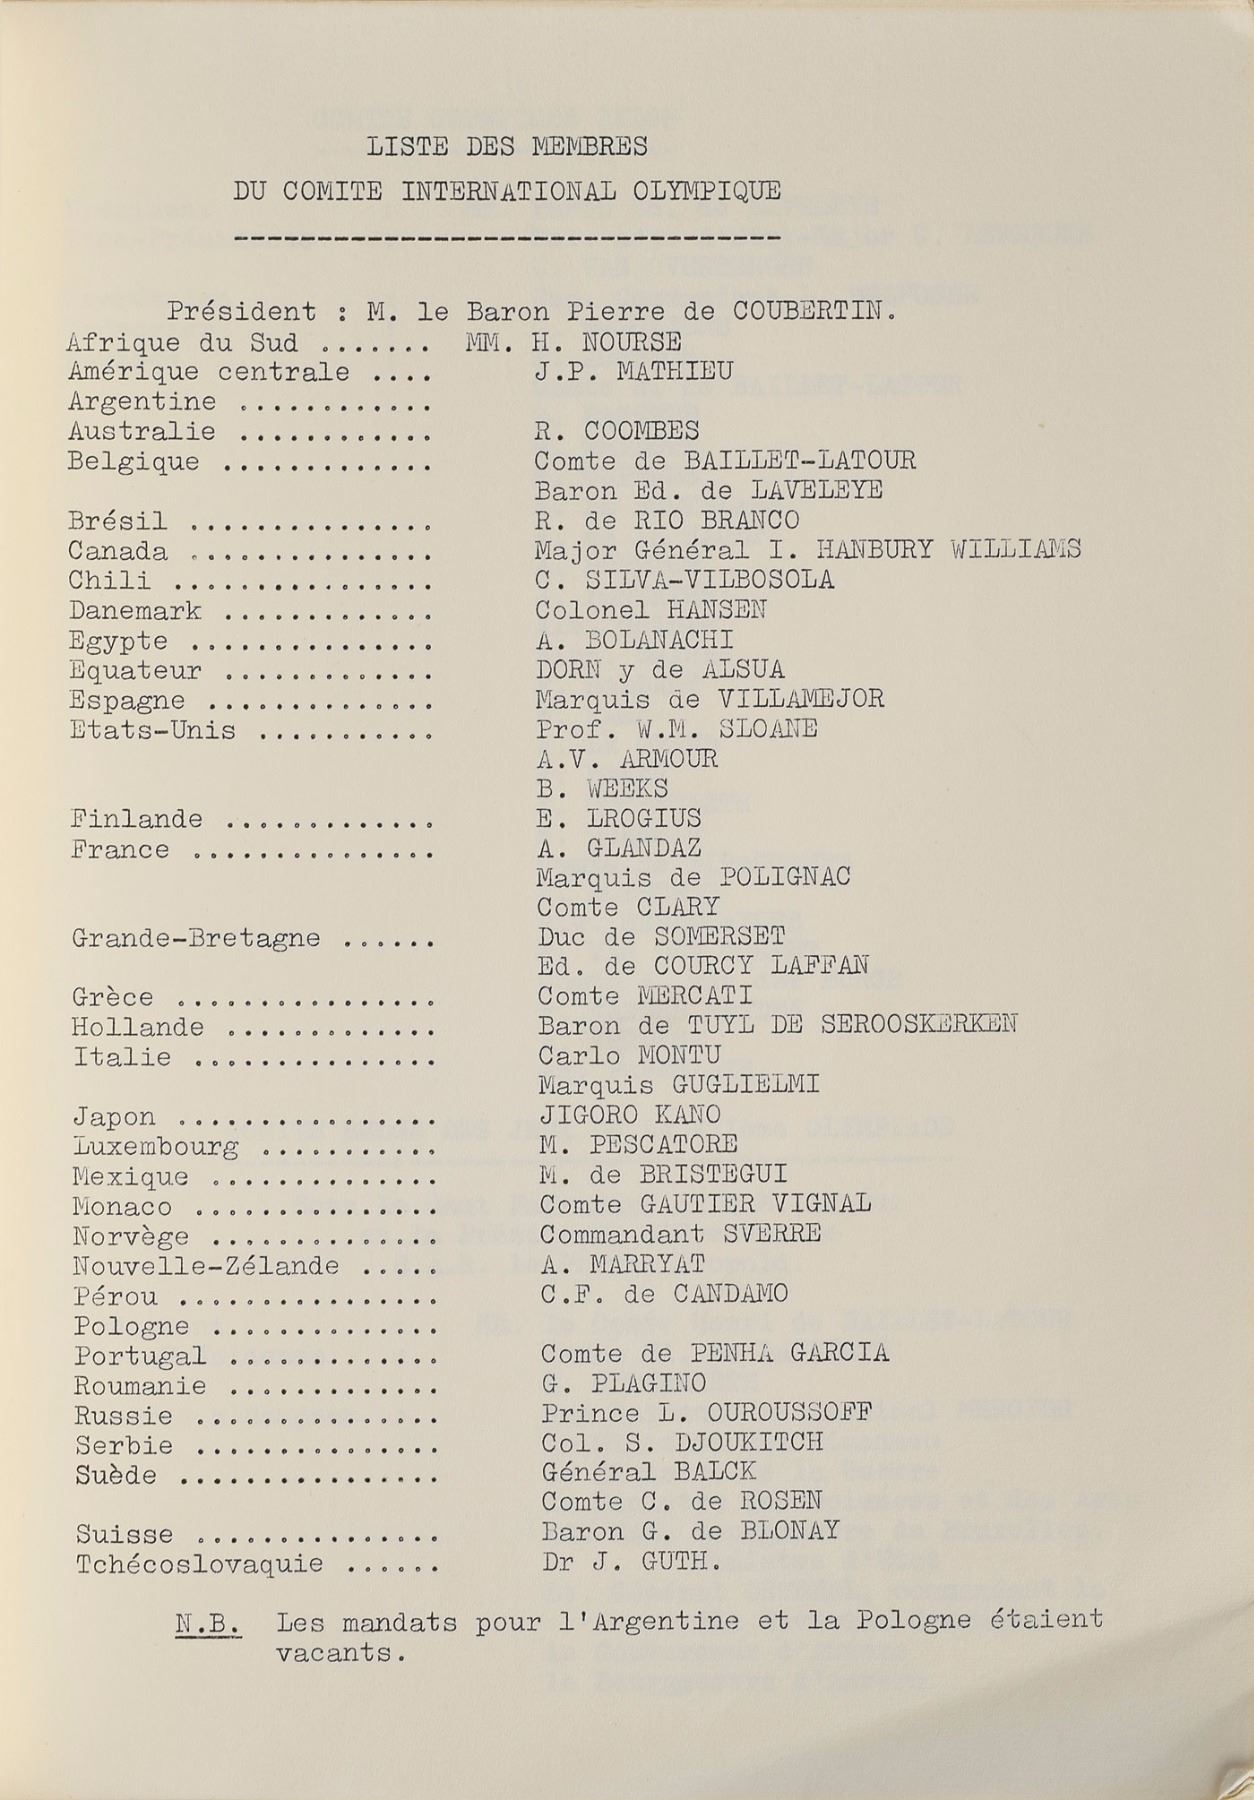 LISTE DES MEMBRES
DU COMITE INTERNATIONAL OLYMPIQUE
Président : M. le Baron Pierre de COUBERTIN.
Afrique du Sud ....... MM. H. NOURSE
Amérique centrale .... J.P. MATHIEU
Argentine ............
Australie ............ R. COOMBES
Belgique ............. Comte de BAILLET-LATOUR
Baron Ed. de LAVELEYE
Brésil ............... R. de RIO BRANCO
Canada ............... Major Général I. HANBURY WILLIAMS
Chili ................ C. SILVA-VILBOSOLA
Danemark ............. Colonel HANSEN
Egypte ............... A. BOLANACHI
Equateur ............. DORN y de ALSUA
Espagne .............. Marquis de VILLAMEJOR
Etats-Unis ........... Prof. W.M. SLOANE
A.V. ARMOUR
B. WEEKS
Finlande ............. E. LROGIUS
France ............... A. GLANDAZ
Marquis de POLIGNAC
Comte CLARY
Grande-Bretagne ...... Duc de SOMERSET
Ed. de COURCY LAFFAN
Grèce ................ Comte MERCATI
Hollande ............. Baron de TUYL DE SEROOSKERKEN
Italie ............... Carlo MONTU
Marquis GUGLIELMI
Japon ................ JIGORO KANO
Luxembourg ........... M. PESCATORE
Mexique .............. M. de BRISTEGUI
Monaco ............... Comte GAUTIER VIGNAL
Norvège .............. Commandant SVERRE
Nouvelle-Zélande ..... A. MARRYAT
Pérou ................ C.F. de CANDAMO
Pologne ..............
Portugal ............. Comte de PENHA GARCIA
Roumanie ............. G. PLAGINO
Russie ............... Prince L. OUROUSSOFF
Serbie ............... Col. S. DJOUKITCH
Suède ................ Général BALCK
Comte C. de ROSEN
Suisse ............... Baron G. de BLONAY
Tchécoslovaquie ...... Dr J. GUTH.
N.B. Les mandats pour l'Argentine et la Pologne étaient
vacants.